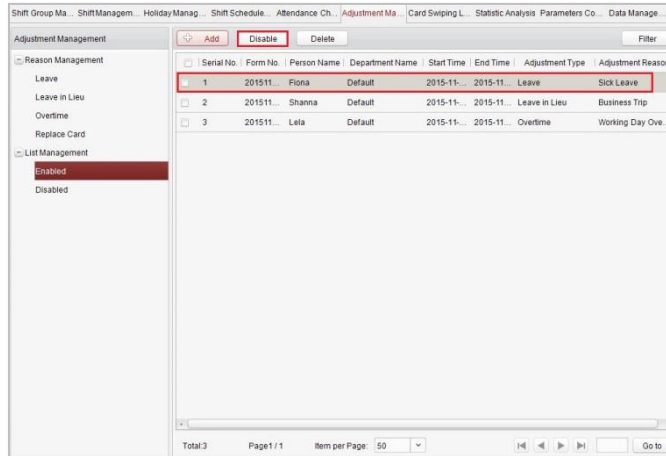 Shift Group Ma... Shift Managem... Holiday Manag... Shift Schedule... Attendance Ch... Adjustment Ma... Card Swiping L... Statistic Analysis Parameters Co... Data Manage...
Adjustment Management
Add Disable Delete Filter
Reason Management
Leave
Leave in Lieu
Overtime
Replace Card
List Management
Enabled
Disabled
Serial No. Form No. Person Name Department Name Start Time End Time Adjustment Type Adjustment Reaso
1 201511... Fiona Default 2015-11-... 2015-11... Leave Sick Leave
2 201511... Shanna Default 2015-11-... 2015-11... Leave in Lieu Business Trip
3 201511... Lela Default 2015-11-... 2015-11... Overtime Working Day Ove...
Total:3 Page1 / 1 Item per Page: 50 Go to